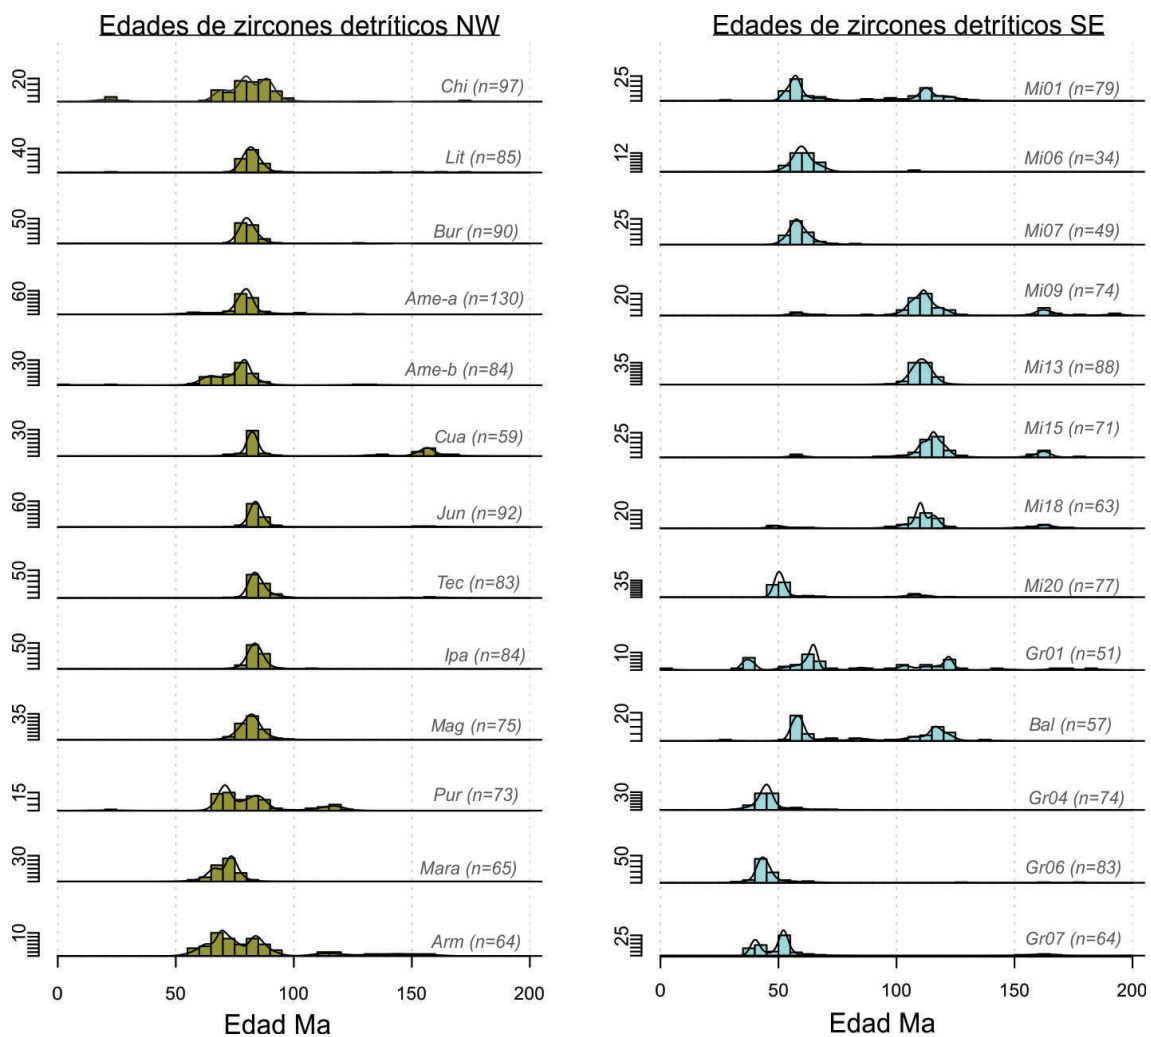 Edades de zircones detríticos NW
20
Chi (n=97)
40
Lit (n=85)
50
Bur (n=90)
60
Ame-a (n=130)
30
Ame-b (n=84)
30
Cua (n=59)
60
Jun (n=92)
50
Tec (n=83)
50
Ipa (n=84)
35
Mag (n=75)
15
Pur (n=73)
30
Mara (n=65)
10
Arm (n=64)
0 50 100 150 200
Edad Ma
Edades de zircones detríticos SE
25
Mi01 (n=79)
12
Mi06 (n=34)
25
Mi07 (n=49)
20
Mi09 (n=74)
35
Mi13 (n=88)
25
Mi15 (n=71)
20
Mi18 (n=63)
35
Mi20 (n=77)
10
Gr01 (n=51)
20
Bal (n=57)
30
Gr04 (n=74)
50
Gr06 (n=83)
25
Gr07 (n=64)
0 50 100 150 200
Edad Ma